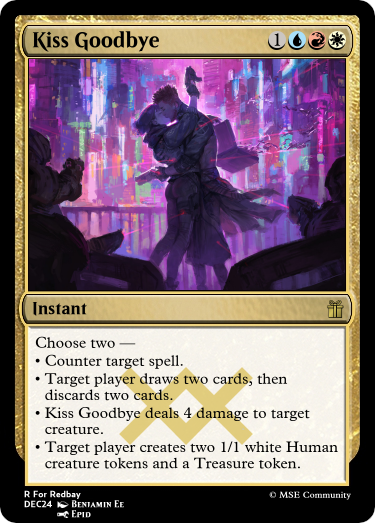 Kiss Goodbye 1
Instant
Choose two —
• Counter target spell.
• Target player draws two cards, then
discards two cards.
• Kiss Goodbye deals 4 damage to target
creature.
• Target player creates two 1/1 white Human
creature tokens and a Treasure token.
R For Redbay
DEC24 Benjamin Ee
Epid
© MSE Community